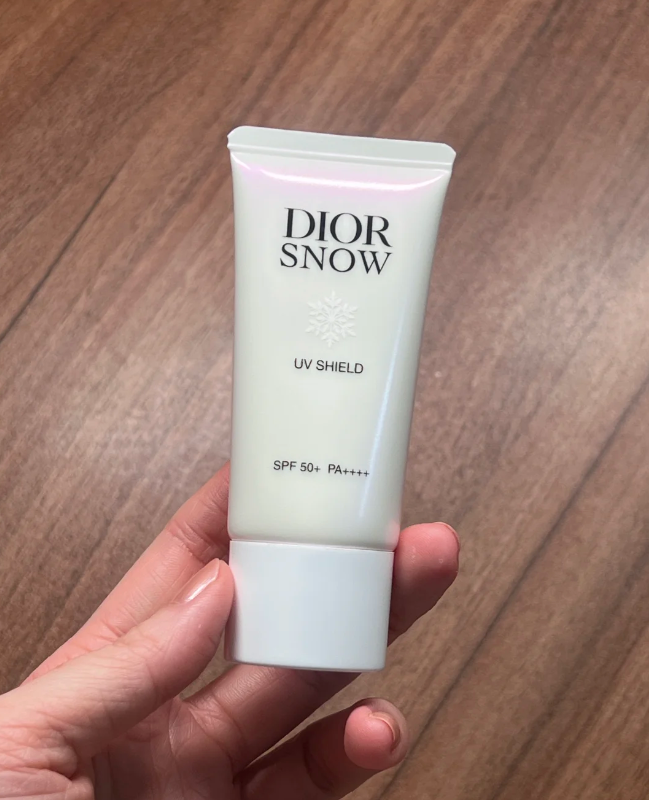 DIOR
SNOW
UV SHIELD
SPF 50+ PA++++